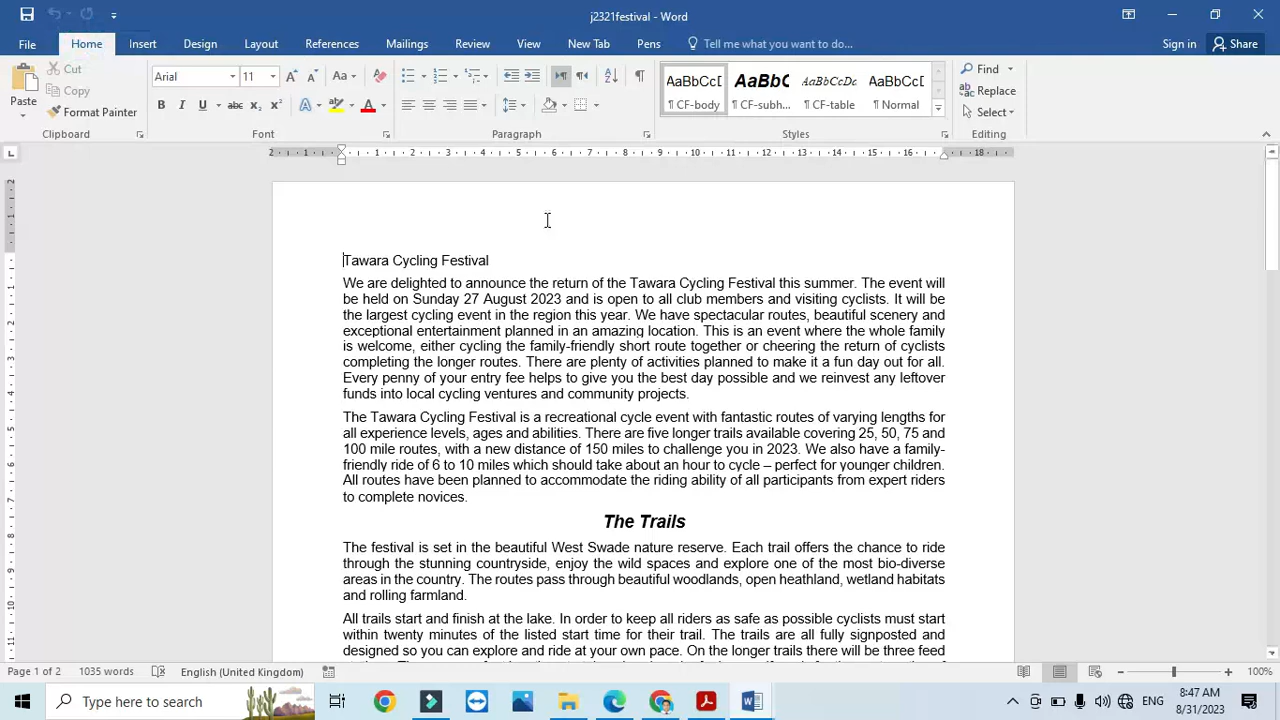 j2321festival - Word
File Home Insert Design Layout References Mailings Review View New Tab Pens Tell me what you want to do... Sign in Share
Paste Cut Copy Format Painter
Arial 11
AaBbCcD AaBbC AaBbCcDc AaBbCcD
¶ CF-body ¶ CF-subh... ¶ CF-table ¶ Normal
Find Replace Select
Clipboard Font Paragraph Styles Editing
2 1 1 2 3 4 5 6 7 8 9 10 11 12 13 14 15 16 18
Tawara Cycling Festival
We are delighted to announce the return of the Tawara Cycling Festival this summer. The event will
be held on Sunday 27 August 2023 and is open to all club members and visiting cyclists. It will be
the largest cycling event in the region this year. We have spectacular routes, beautiful scenery and
exceptional entertainment planned in an amazing location. This is an event where the whole family
is welcome, either cycling the family-friendly short route together or cheering the return of cyclists
completing the longer routes. There are plenty of activities planned to make it a fun day out for all.
Every penny of your entry fee helps to give you the best day possible and we reinvest any leftover
funds into local cycling ventures and community projects.
The Tawara Cycling Festival is a recreational cycle event with fantastic routes of varying lengths for
all experience levels, ages and abilities. There are five longer trails available covering 25, 50, 75 and
100 mile routes, with a new distance of 150 miles to challenge you in 2023. We also have a family-
friendly ride of 6 to 10 miles which should take about an hour to cycle – perfect for younger children.
All routes have been planned to accommodate the riding ability of all participants from expert riders
to complete novices.
The Trails
The festival is set in the beautiful West Swade nature reserve. Each trail offers the chance to ride
through the stunning countryside, enjoy the wild spaces and explore one of the most bio-diverse
areas in the country. The routes pass through beautiful woodlands, open heathland, wetland habitats
and rolling farmland.
All trails start and finish at the lake. In order to keep all riders as safe as possible cyclists must start
within twenty minutes of the listed start time for their trail. The trails are all fully signposted and
designed so you can explore and ride at your own pace. On the longer trails there will be three feed
Page 1 of 2 1035 words English (United Kingdom) 100%
Type here to search ENG 8:47 AM
8/31/2023